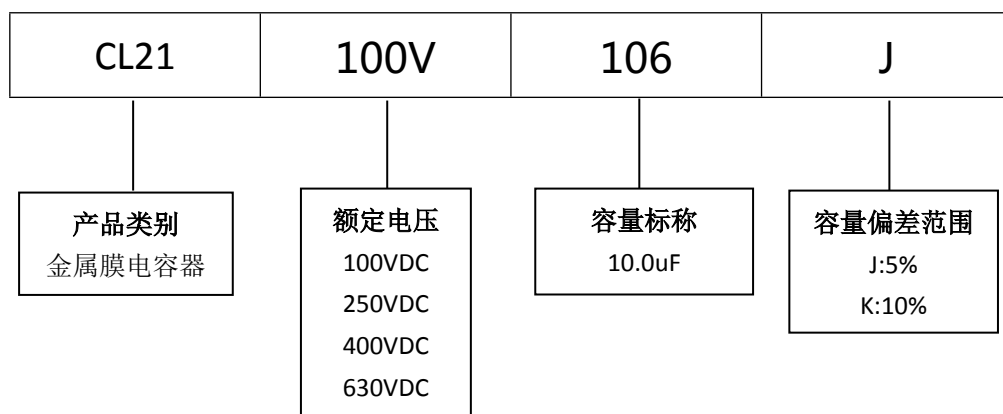 CL21 100V 106 J
产品类别
金属膜电容器
额定电压
100VDC
250VDC
400VDC
630VDC
容量标称
10.0uF
容量偏差范围
J:5%
K:10%